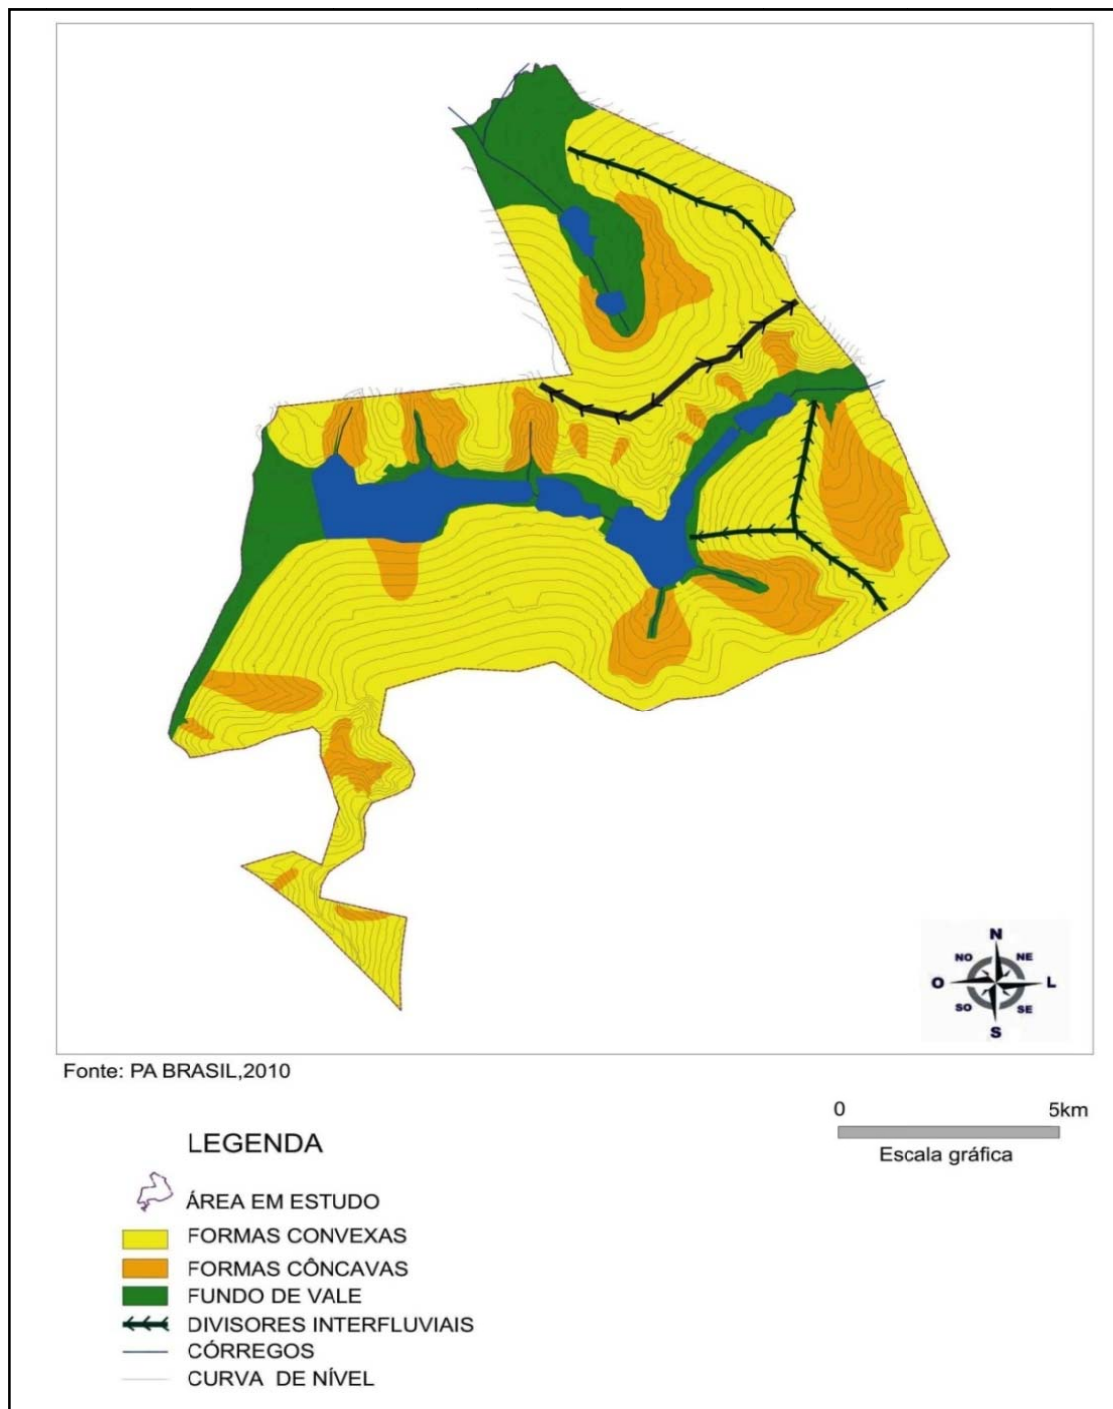 N
NO NE
O L
SO SE
S
Fonte: PA BRASIL,2010
0 5km
Escala gráfica
LEGENDA
ÁREA EM ESTUDO
FORMAS CONVEXAS
FORMAS CÔNCAVAS
FUNDO DE VALE
DIVISORES INTERFLUVIAIS
CÓRREGOS
CURVA DE NÍVEL